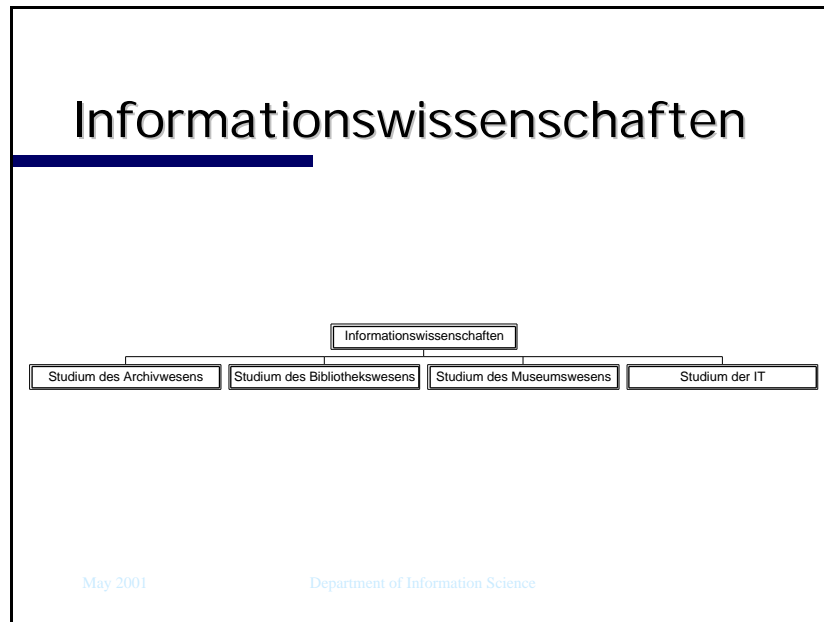 Informationswissenschaften
Informationswissenschaften
Studium des Archivwesens
Studium des Bibliothekswesens
Studium des Museumswesens
Studium der IT
May 2001
Department of Information Science